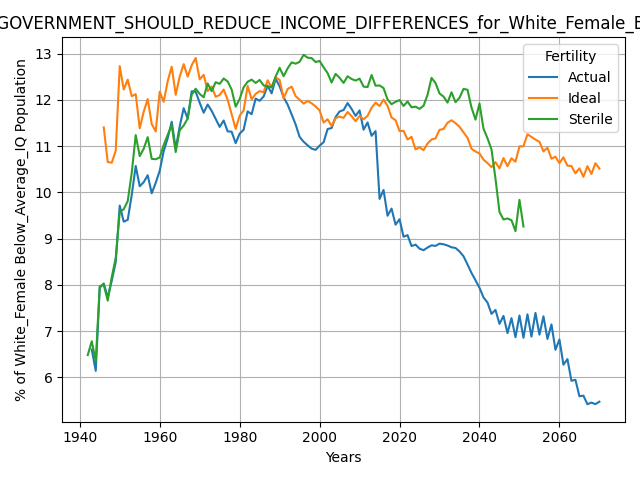 GOVERNMENT_SHOULD_REDUCE_INCOME_DIFFERENCES_for_White_Female_B
% of White_Female Below_Average_IQ Population
13
12
11
10
9
8
7
6
Fertility
Actual
Ideal
Sterile
1940 1960 1980 2000 2020 2040 2060
Years